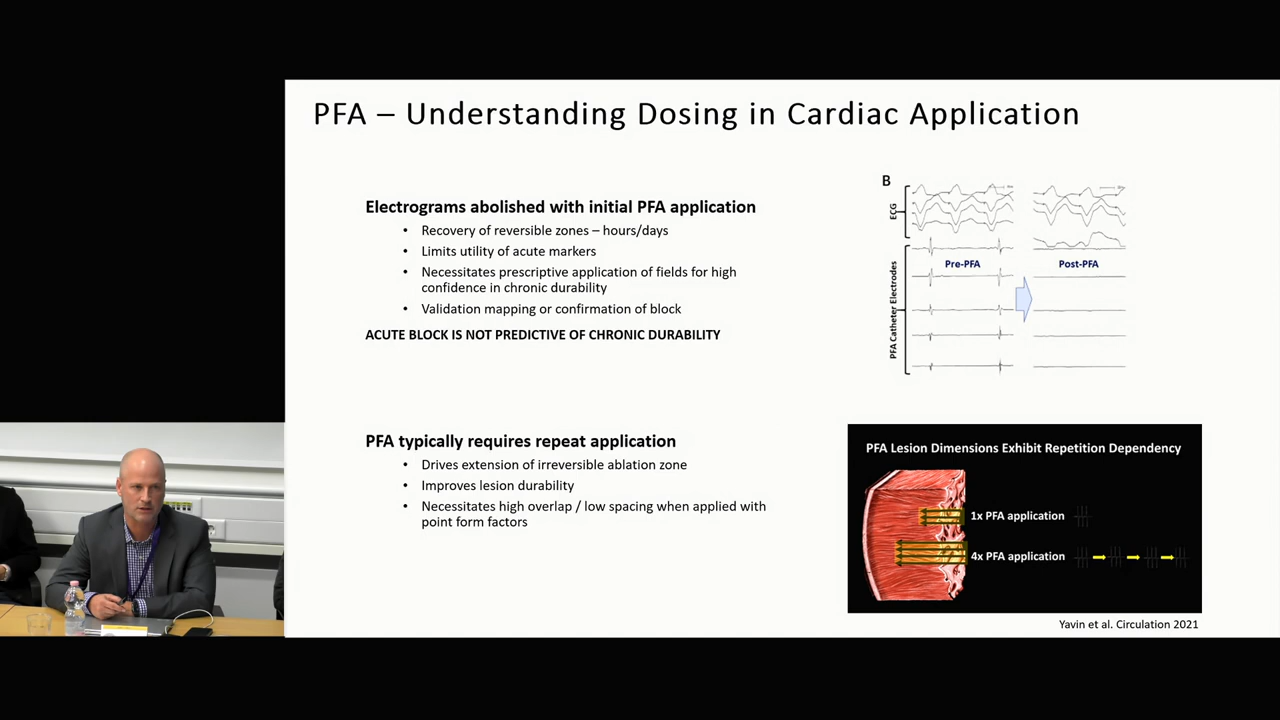 PFA – Understanding Dosing in Cardiac Application
Electrograms abolished with initial PFA application
• Recovery of reversible zones – hours/days
• Limits utility of acute markers
• Necessitates prescriptive application of fields for high
confidence in chronic durability
• Validation mapping or confirmation of block
ACUTE BLOCK IS NOT PREDICTIVE OF CHRONIC DURABILITY
B
ECG
Pre-PFA
Post-PFA
PFA Catheter Electrodes
PFA typically requires repeat application
• Drives extension of irreversible ablation zone
• Improves lesion durability
• Necessitates high overlap / low spacing when applied with
point form factors
PFA Lesion Dimensions Exhibit Repetition Dependency
1x PFA application
4x PFA application
Yavin et al. Circulation 2021